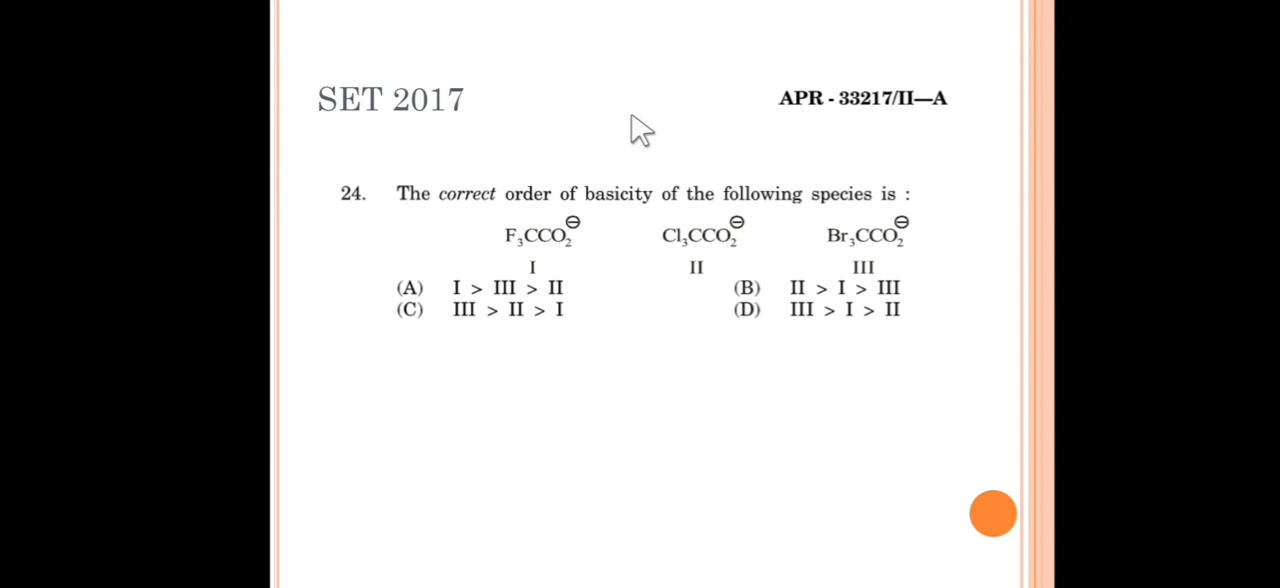 SET 2017
APR - 33217/II—A
24. The correct order of basicity of the following species is :
F₃CCO₂⊖ Cl₃CCO₂⊖ Br₃CCO₂⊖
I II III
(A) I > III > II (B) II > I > III
(C) III > II > I (D) III > I > II